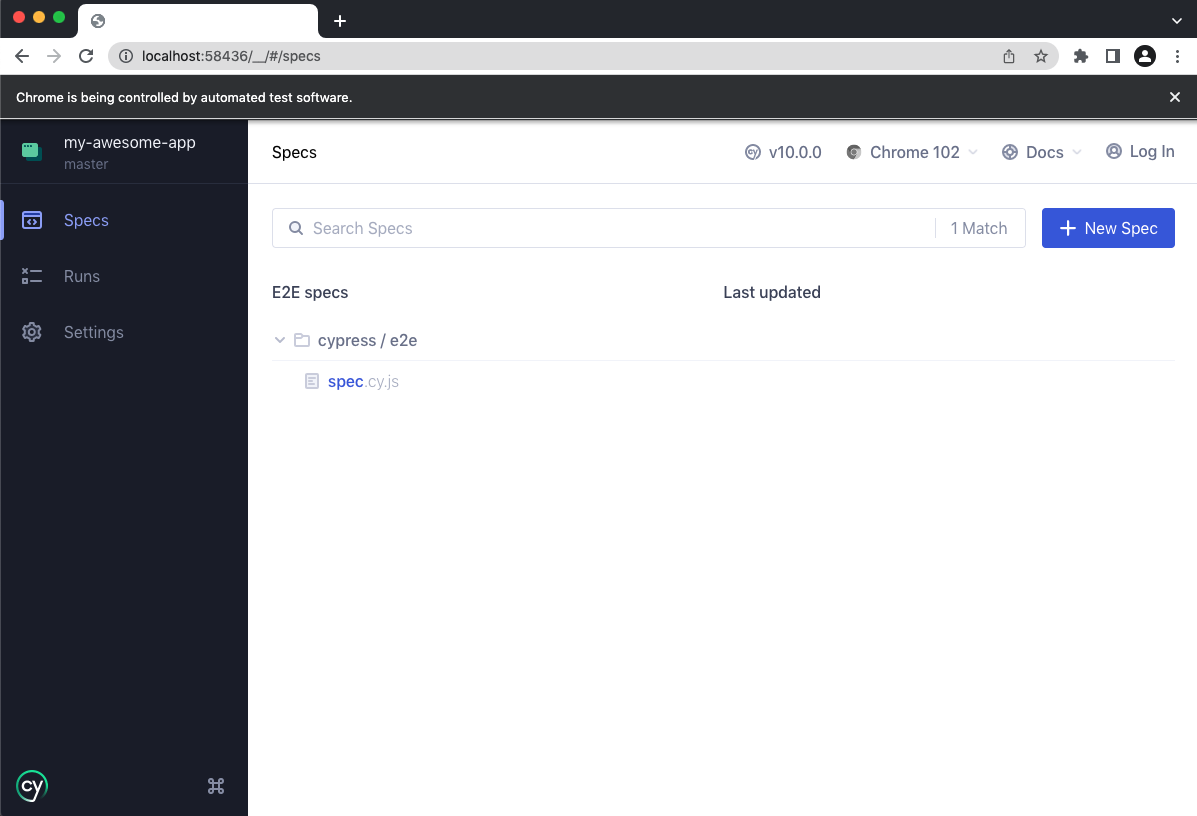 localhost:58436/__/#/specs
Chrome is being controlled by automated test software.
my-awesome-app
master
Specs
Runs
Settings
cy
Specs
cy v10.0.0 Chrome 102 Docs Log In
Search Specs 1 Match New Spec
E2E specs Last updated
cypress / e2e
spec.cy.js